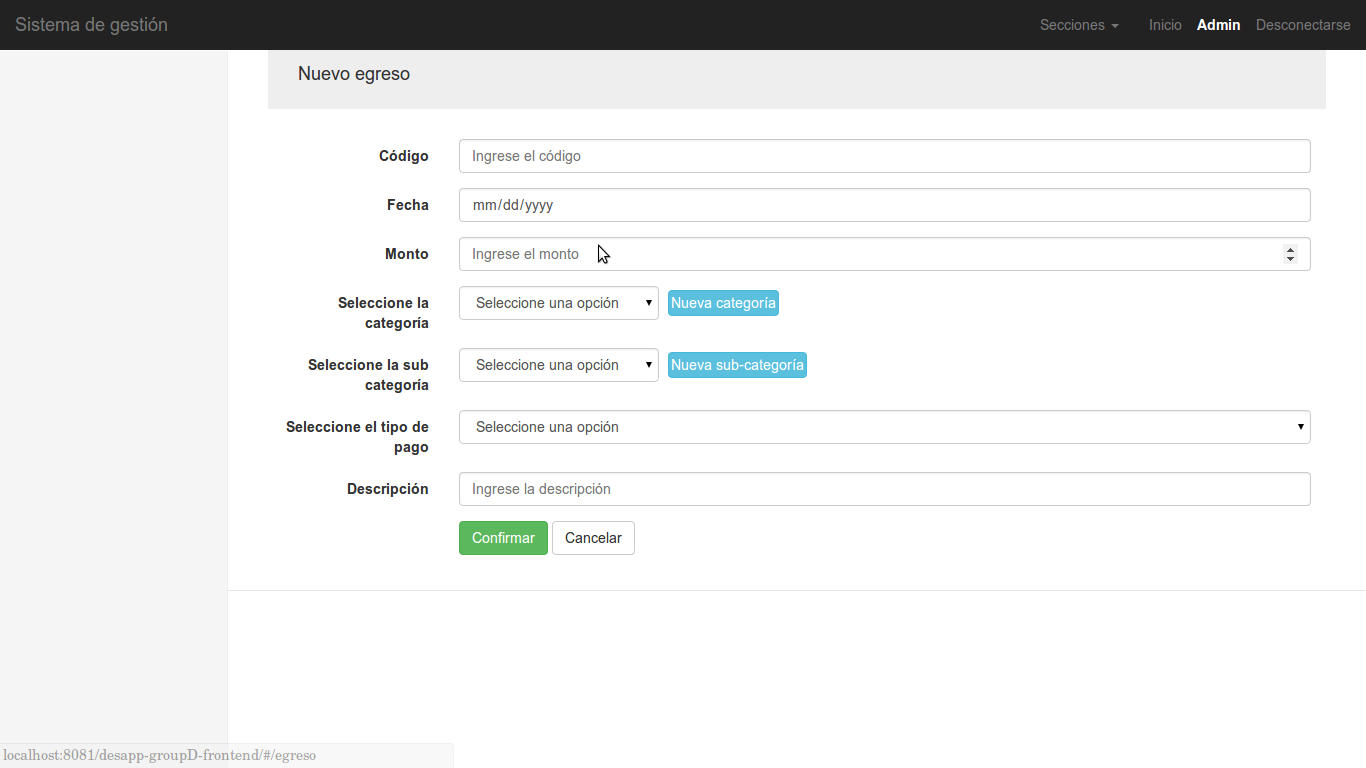 Sistema de gestión
Secciones Inicio Admin Desconectarse
Nuevo egreso
Código Ingrese el código
Fecha mm/dd/yyyy
Monto Ingrese el monto
Seleccione la
categoría
Seleccione una opción Nueva categoría
Seleccione la sub
categoría
Seleccione una opción Nueva sub-categoría
Seleccione el tipo de
pago
Seleccione una opción
Descripción Ingrese la descripción
Confirmar Cancelar
localhost:8081/desapp-groupD-frontend/#/egreso